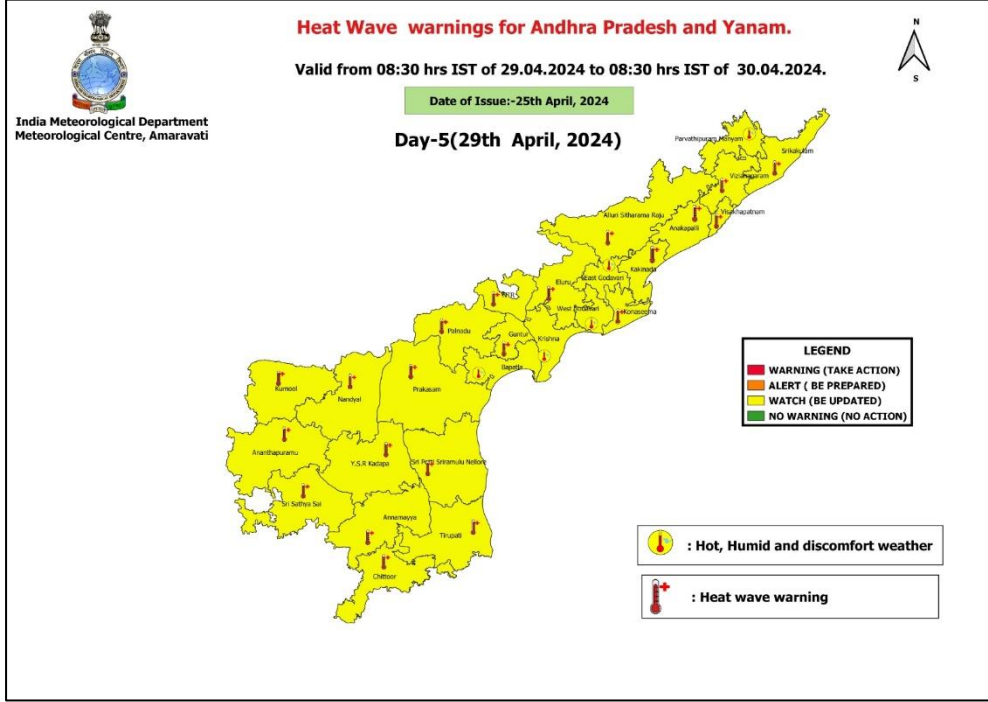 Heat Wave warnings for Andhra Pradesh and Yanam.
N
S
Valid from 08:30 hrs IST of 29.04.2024 to 08:30 hrs IST of 30.04.2024.
Date of Issue:-25th April, 2024
India Meteorological Department
Meteorological Centre, Amaravati
Day-5(29th April, 2024)
Parvathipuram Manyam
Srikakulam
Vizianagaram
Alluri Sitharama Raju
Visakhapatnam
Anakapalli
Kakinada
East Godavari
Eluru
NTR
West Godavari
Konaseema
Palnadu
Guntur
Krishna
Bapatla
Prakasam
Kurnool
Nandyal
Ananthapuramu
Y.S.R Kadapa
Sri Potti Sriramulu Nellore
Sri Sathya Sai
Annamayya
Tirupati
Chittoor
LEGEND
WARNING (TAKE ACTION)
ALERT ( BE PREPARED)
WATCH (BE UPDATED)
NO WARNING (NO ACTION)
: Hot, Humid and discomfort weather
: Heat wave warning